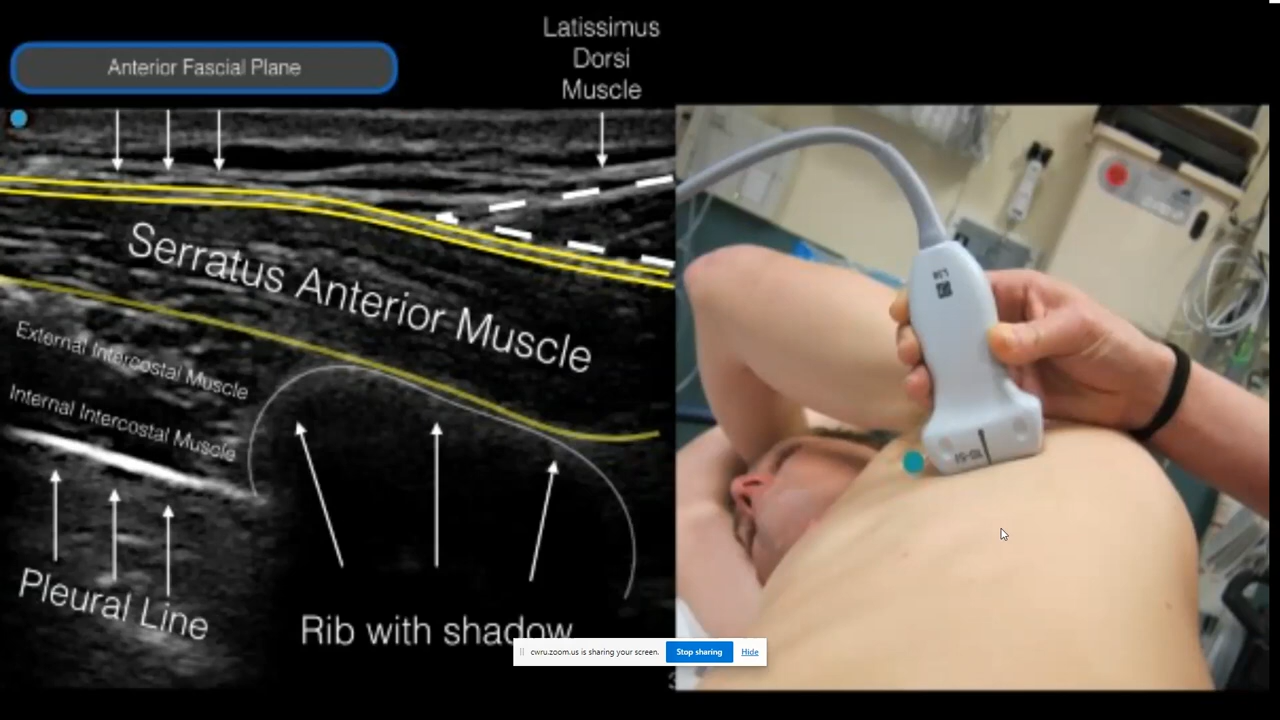 Latissimus
Dorsi
Muscle
Anterior Fascial Plane
Serratus Anterior Muscle
External Intercostal Muscle
Internal Intercostal Muscle
Pleural Line
Rib with shadow
cwru.zoom.us is sharing your screen.
Stop sharing
Hide